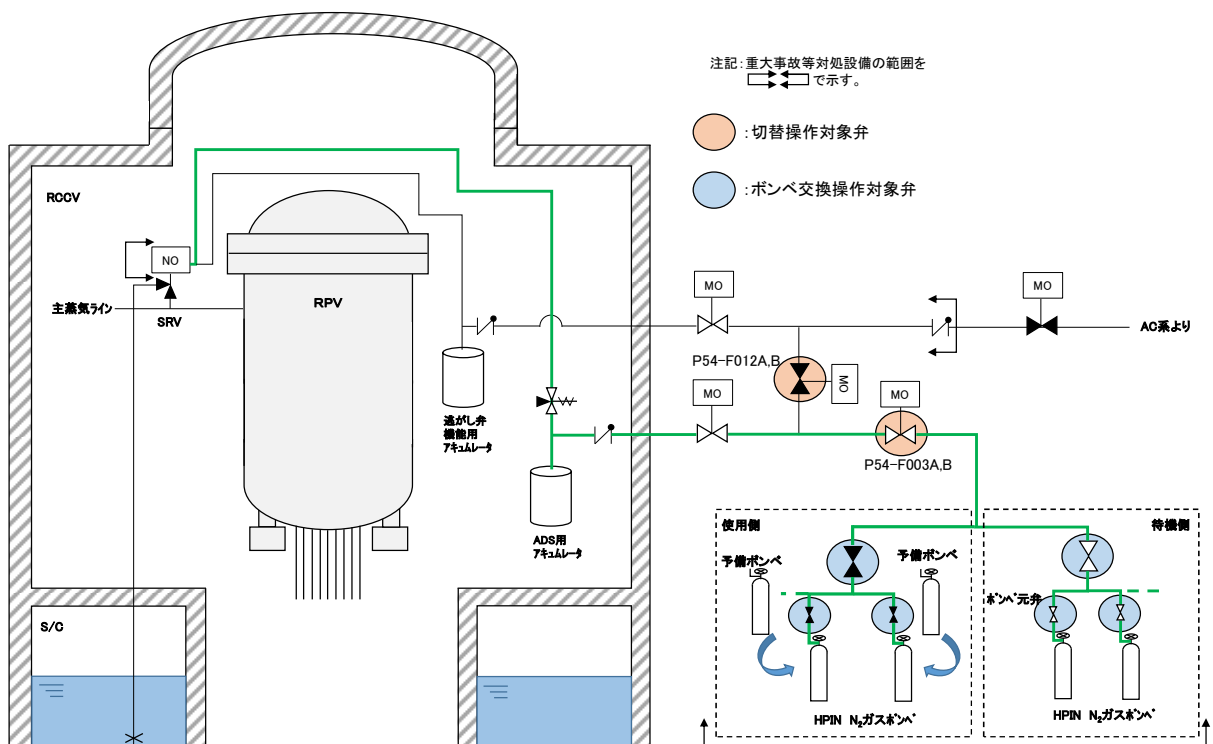 注記：重大事故等対処設備の範囲を
で示す。
：切替操作対象弁
：ボンベ交換操作対象弁
RCCV
NO
主蒸気ライン
SRV
RPV
MO
MO
AC系より
P54-F012A,B
MO
MO
MO
P54-F003A,B
逃がし弁
機能用
アキュムレータ
ADS用
アキュムレータ
使用側
待機側
予備ボンベ
予備ボンベ
ボンベ元弁
S/C
HPIN N₂ガスボンベ
HPIN N₂ガスボンベ